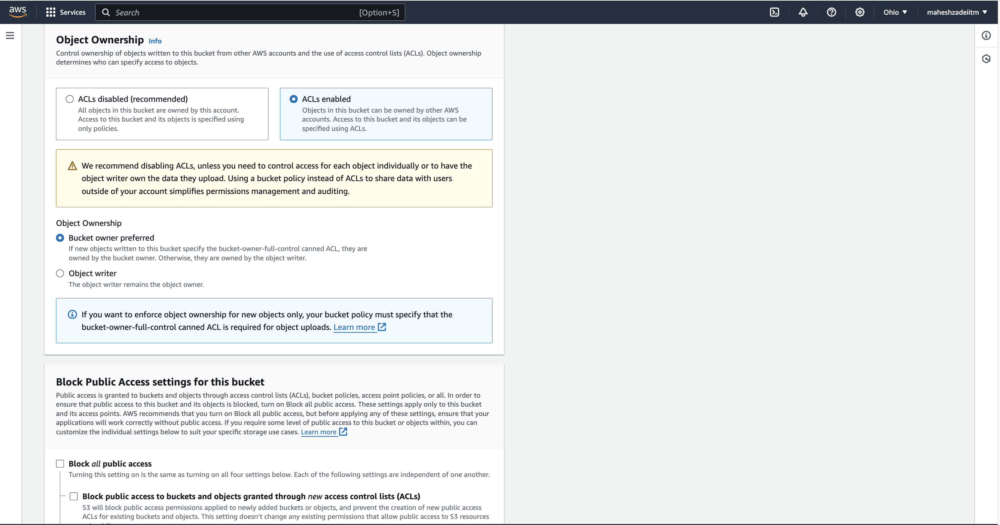 aws
Services
Search
[Option+S]
Ohio
maheshzadeiitm
Object Ownership Info
Control ownership of objects written to this bucket from other AWS accounts and the use of access control lists (ACLs). Object ownership
determines who can specify access to objects.
ACLs disabled (recommended)
All objects in this bucket are owned by this account.
Access to this bucket and its objects is specified using
only policies.
ACLs enabled
Objects in this bucket can be owned by other AWS
accounts. Access to this bucket and its objects can be
specified using ACLs.
We recommend disabling ACLs, unless you need to control access for each object individually or to have the
object writer own the data they upload. Using a bucket policy instead of ACLs to share data with users
outside of your account simplifies permissions management and auditing.
Object Ownership
Bucket owner preferred
If new objects written to this bucket specify the bucket-owner-full-control canned ACL, they are
owned by the bucket owner. Otherwise, they are owned by the object writer.
Object writer
The object writer remains the object owner.
If you want to enforce object ownership for new objects only, your bucket policy must specify that the
bucket-owner-full-control canned ACL is required for object uploads. Learn more
Block Public Access settings for this bucket
Public access is granted to buckets and objects through access control lists (ACLs), bucket policies, access point policies, or all. In order to
ensure that public access to this bucket and its objects is blocked, turn on Block all public access. These settings apply only to this bucket
and its access points. AWS recommends that you turn on Block all public access, but before applying any of these settings, ensure that your
applications will work correctly without public access. If you require some level of public access to this bucket or objects within, you can
customize the individual settings below to suit your specific storage use cases. Learn more
Block all public access
Turning this setting on is the same as turning on all four settings below. Each of the following settings are independent of one another.
Block public access to buckets and objects granted through new access control lists (ACLs)
S3 will block public access permissions applied to newly added buckets or objects, and prevent the creation of new public access
ACLs for existing buckets and objects. This setting doesn't change any existing permissions that allow public access to S3 resources